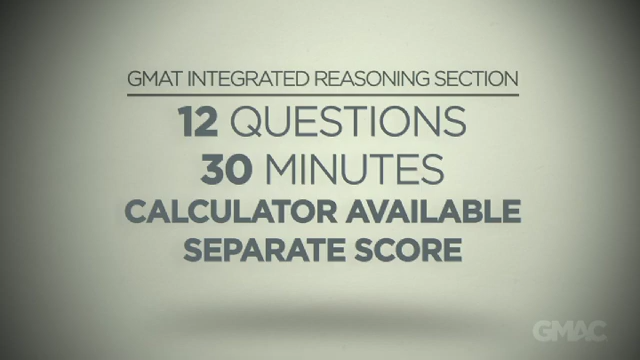 GMAT INTEGRATED REASONING SECTION
12 QUESTIONS
30 MINUTES
CALCULATOR AVAILABLE
SEPARATE SCORE
GMAC